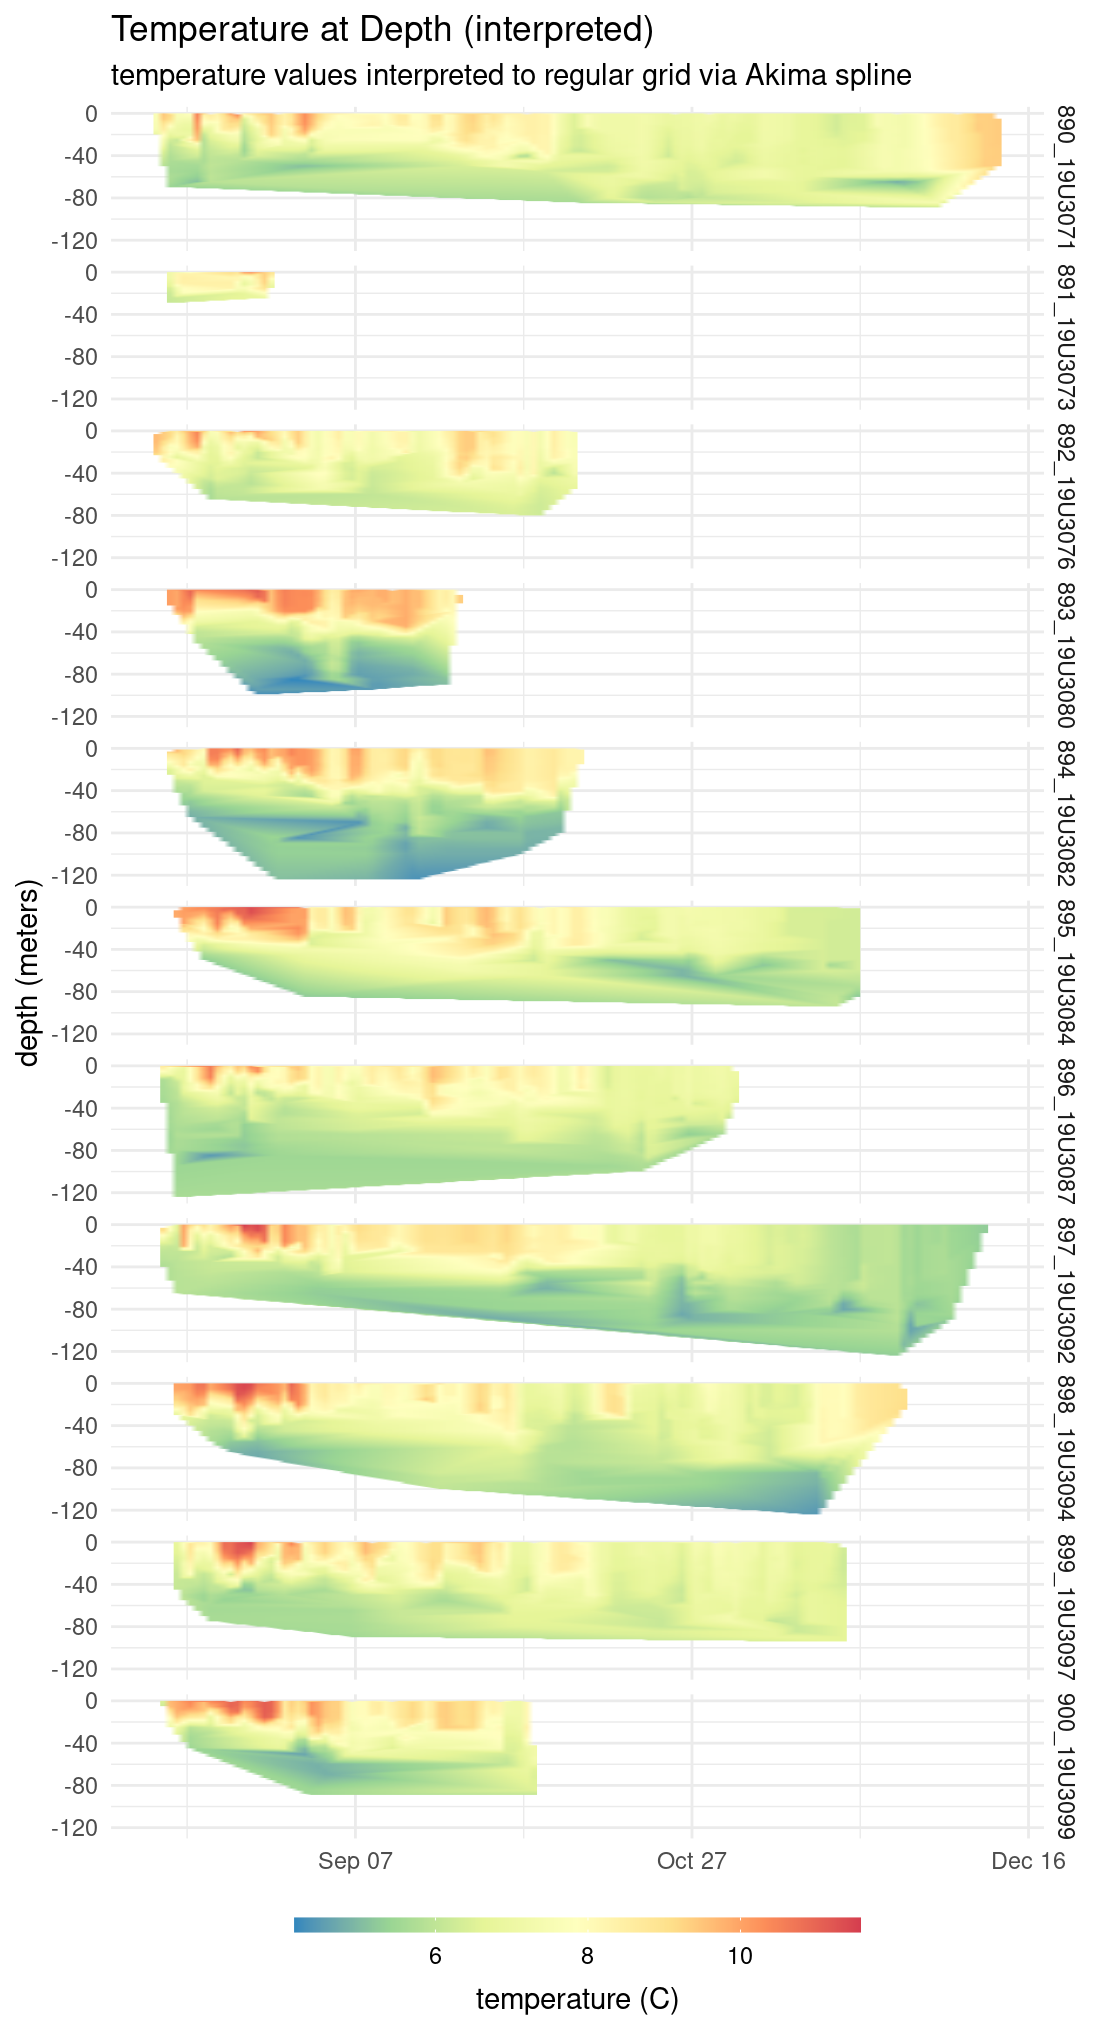 Temperature at Depth (interpreted)
temperature values interpreted to regular grid via Akima spline
depth (meters)
0
-40
-80
-120
890_19U3071
0
-40
-80
-120
891_19U3073
0
-40
-80
-120
892_19U3076
0
-40
-80
-120
893_19U3080
0
-40
-80
-120
894_19U3082
0
-40
-80
-120
895_19U3084
0
-40
-80
-120
896_19U3087
0
-40
-80
-120
897_19U3092
0
-40
-80
-120
898_19U3094
0
-40
-80
-120
899_19U3097
0
-40
-80
-120
900_19U3099
Sep 07 Oct 27 Dec 16
6 8 10
temperature (C)